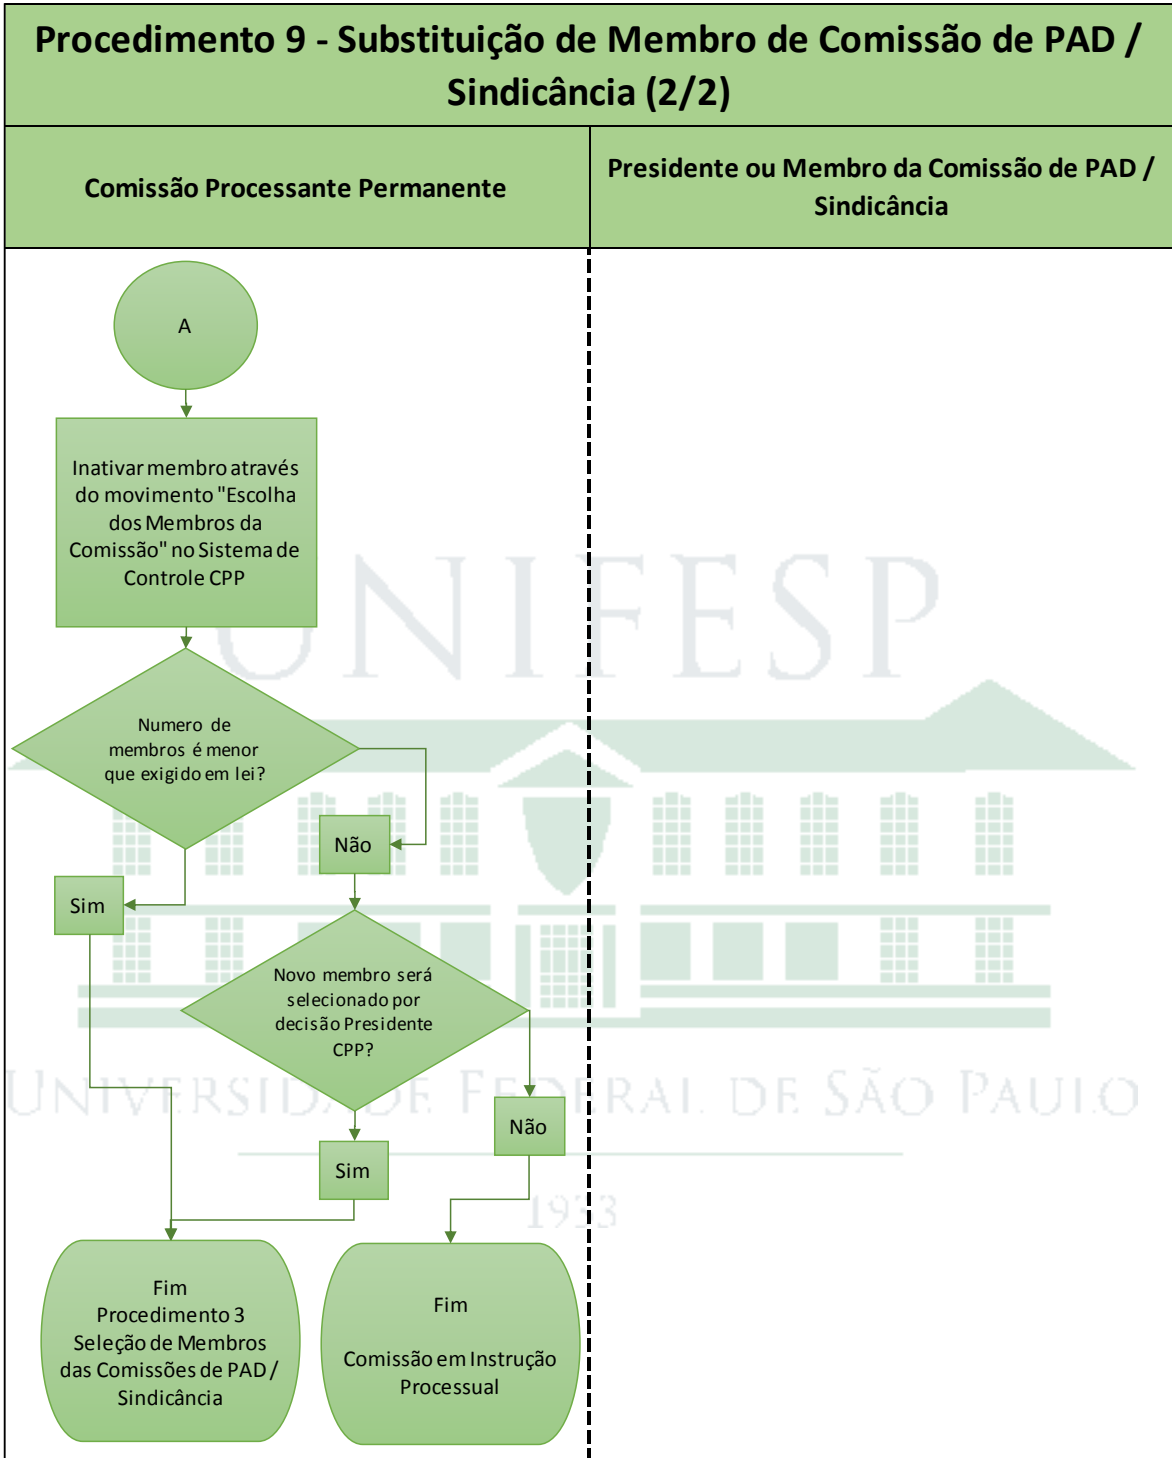 Procedimento 9 - Substituição de Membro de Comissão de PAD /
Sindicância (2/2)
Comissão Processante Permanente
Presidente ou Membro da Comissão de PAD /
Sindicância
A
Inativar membro através
do movimento "Escolha
dos Membros da
Comissão" no Sistema de
Controle CPP
UNIFESP
Numero de
membros é menor
que exigido em lei?
Não
Sim
Novo membro será
selecionado por
decisão Presidente
CPP?
UNIVERSIDADE FEDERAL DE SÃO PAULO
Não
Sim
1933
Fim
Procedimento 3
Seleção de Membros
das Comissões de PAD /
Sindicância
Fim
Comissão em Instrução
Processual